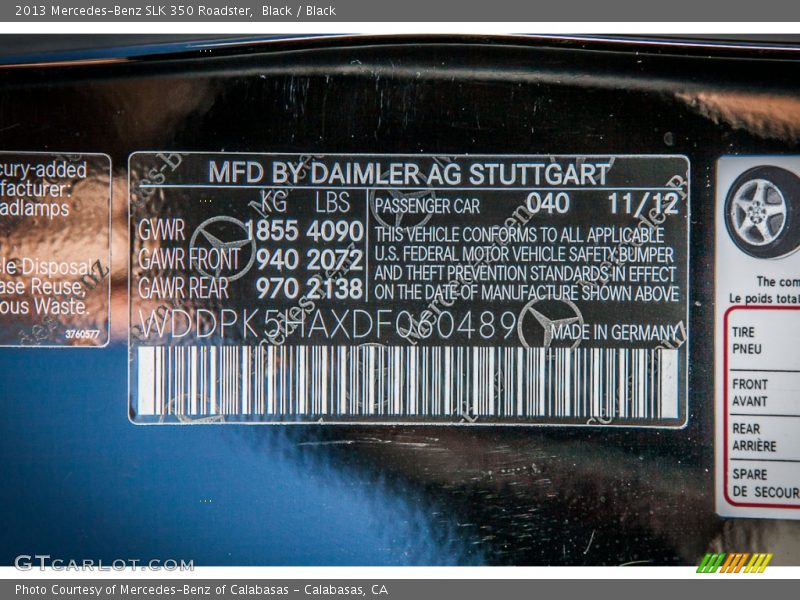 2013 Mercedes-Benz SLK 350 Roadster, Black / Black
cury-added
facturer:
adlamps
le Disposal
ase Reuse,
ous Waste.
3760577
MFD BY DAIMLER AG STUTTGART
KG LBS
GWR 1855 4090
GAWR FRONT 940 2072
GAWR REAR 970 2138
PASSENGER CAR 040 11/12
THIS VEHICLE CONFORMS TO ALL APPLICABLE
U.S. FEDERAL MOTOR VEHICLE SAFETY,BUMPER
AND THEFT PREVENTION STANDARDS IN EFFECT
ON THE DATE OF MANUFACTURE SHOWN ABOVE
WDDPK5HAXDF060489
MADE IN GERMANY
The com
Le poids total
TIRE
PNEU
FRONT
AVANT
REAR
ARRIÈRE
SPARE
DE SECOUR
GTCARLOT.COM
Photo Courtesy of Mercedes-Benz of Calabasas - Calabasas, CA